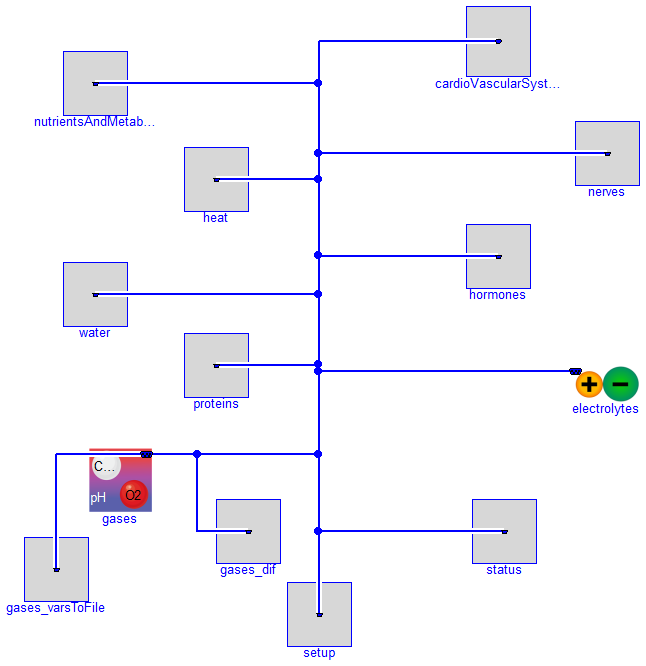 cardioVascularSyst...
nutrientsAndMetab...
nerves
heat
hormones
water
proteins
+ −
electrolytes
C...
pH
O2
gases
gases_dif
status
gases_varsToFile
setup